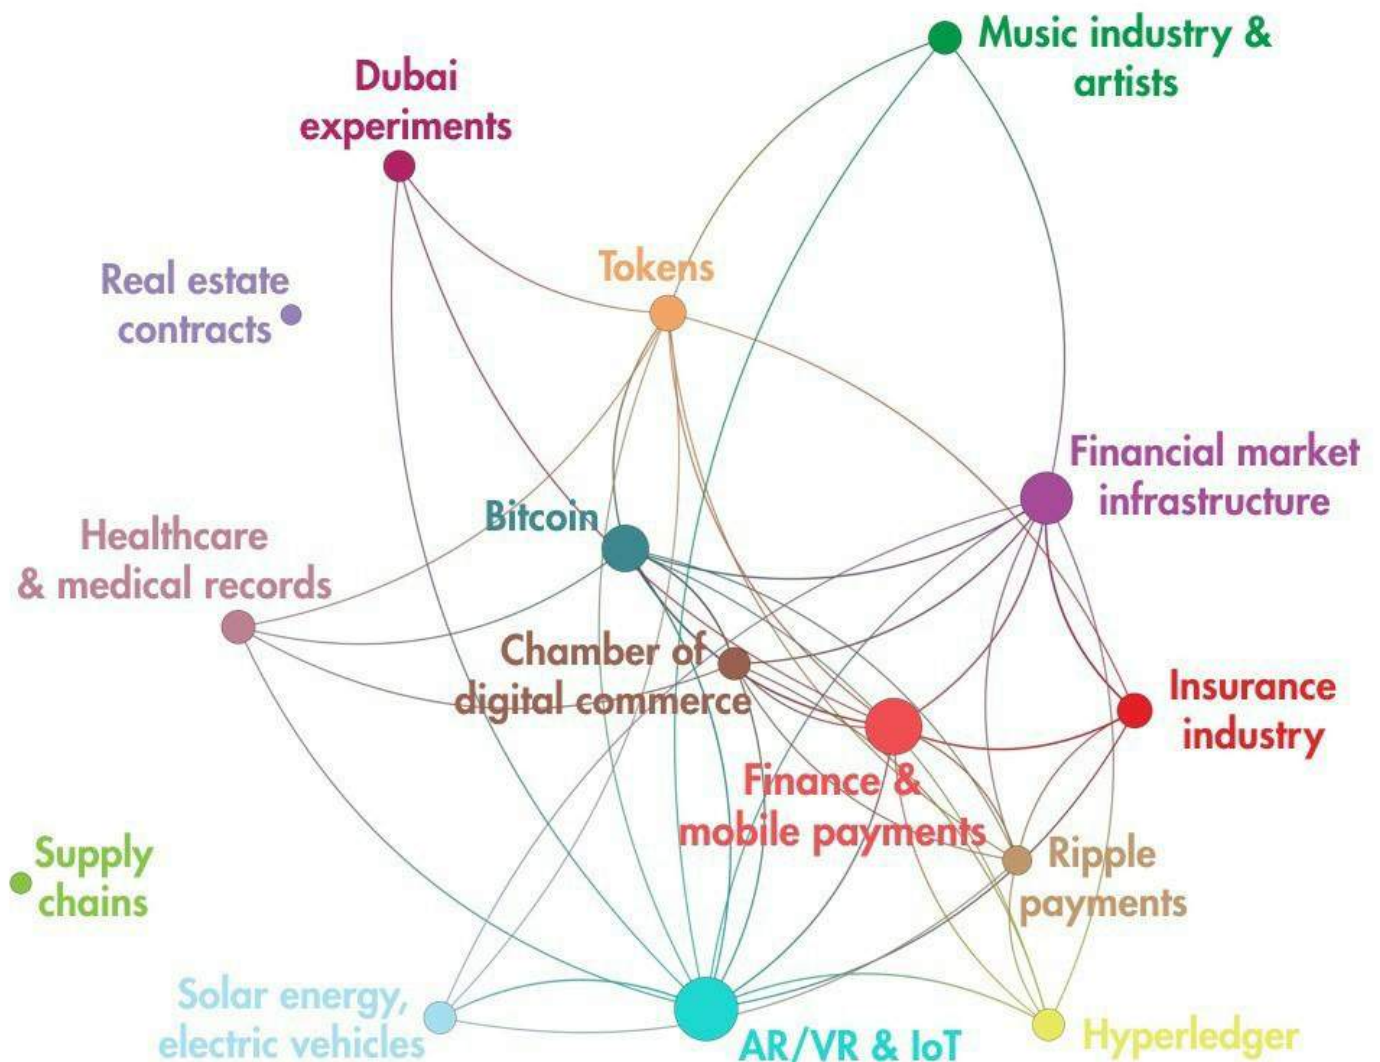 Music industry &
artists
Dubai
experiments
Tokens
Real estate
contracts
Financial market
infrastructure
Bitcoin
Healthcare
& medical records
Chamber of
digital commerce
Insurance
industry
Finance &
mobile payments
Supply
chains
Ripple
payments
Solar energy,
electric vehicles
AR/VR & IoT
Hyperledger